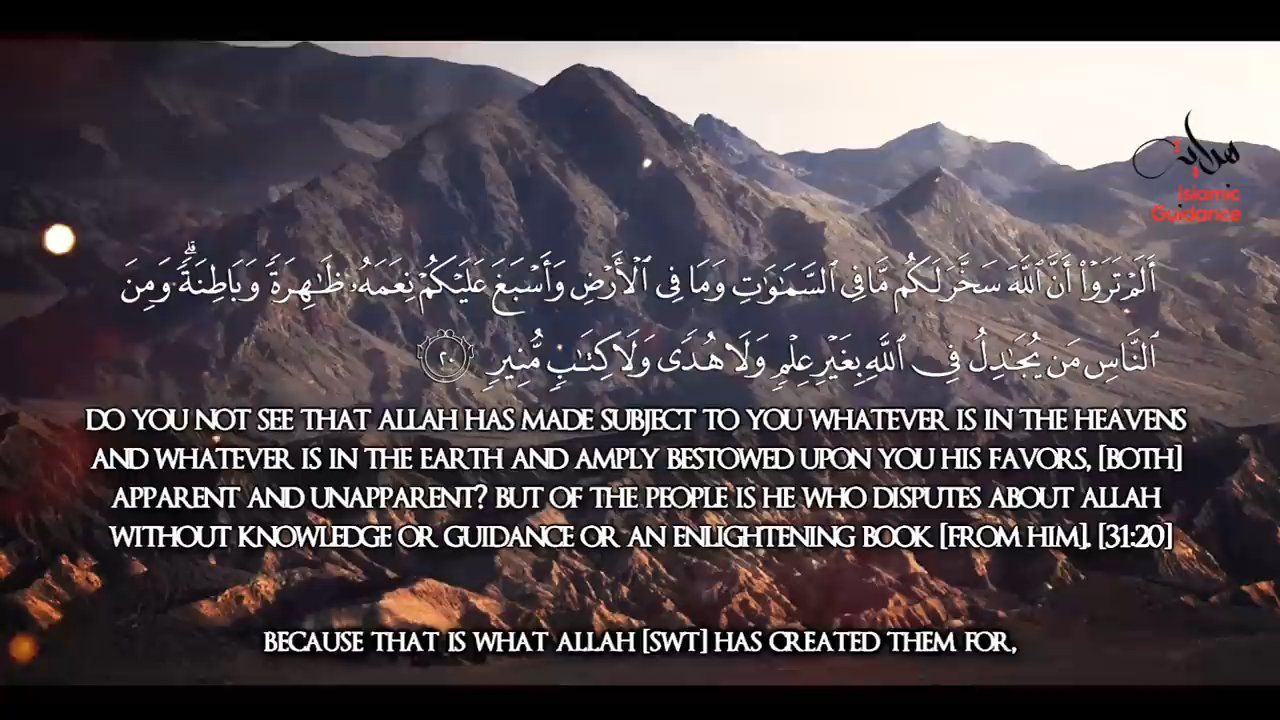 هداية
Islamic
Guidance
أَلَمْ تَرَوْا۟ أَنَّ ٱللَّهَ سَخَّرَ لَكُم مَّا فِى ٱلسَّمَـٰوَٰتِ وَمَا فِى ٱلْأَرْضِ وَأَسْبَغَ عَلَيْكُمْ نِعَمَهُۥ ظَـٰهِرَةً وَبَاطِنَةً ۗ وَمِنَ
ٱلنَّاسِ مَن يُجَـٰدِلُ فِى ٱللَّهِ بِغَيْرِ عِلْمٍ وَلَا هُدًى وَلَا كِتَـٰبٍ مُّنِيرٍ ٢٠
DO YOU NOT SEE THAT ALLAH HAS MADE SUBJECT TO YOU WHATEVER IS IN THE HEAVENS
AND WHATEVER IS IN THE EARTH AND AMPLY BESTOWED UPON YOU HIS FAVORS, [BOTH]
APPARENT AND UNAPPARENT? BUT OF THE PEOPLE IS HE WHO DISPUTES ABOUT ALLAH
WITHOUT KNOWLEDGE OR GUIDANCE OR AN ENLIGHTENING BOOK [FROM HIM]. [31:20]
BECAUSE THAT IS WHAT ALLAH [SWT] HAS CREATED THEM FOR,